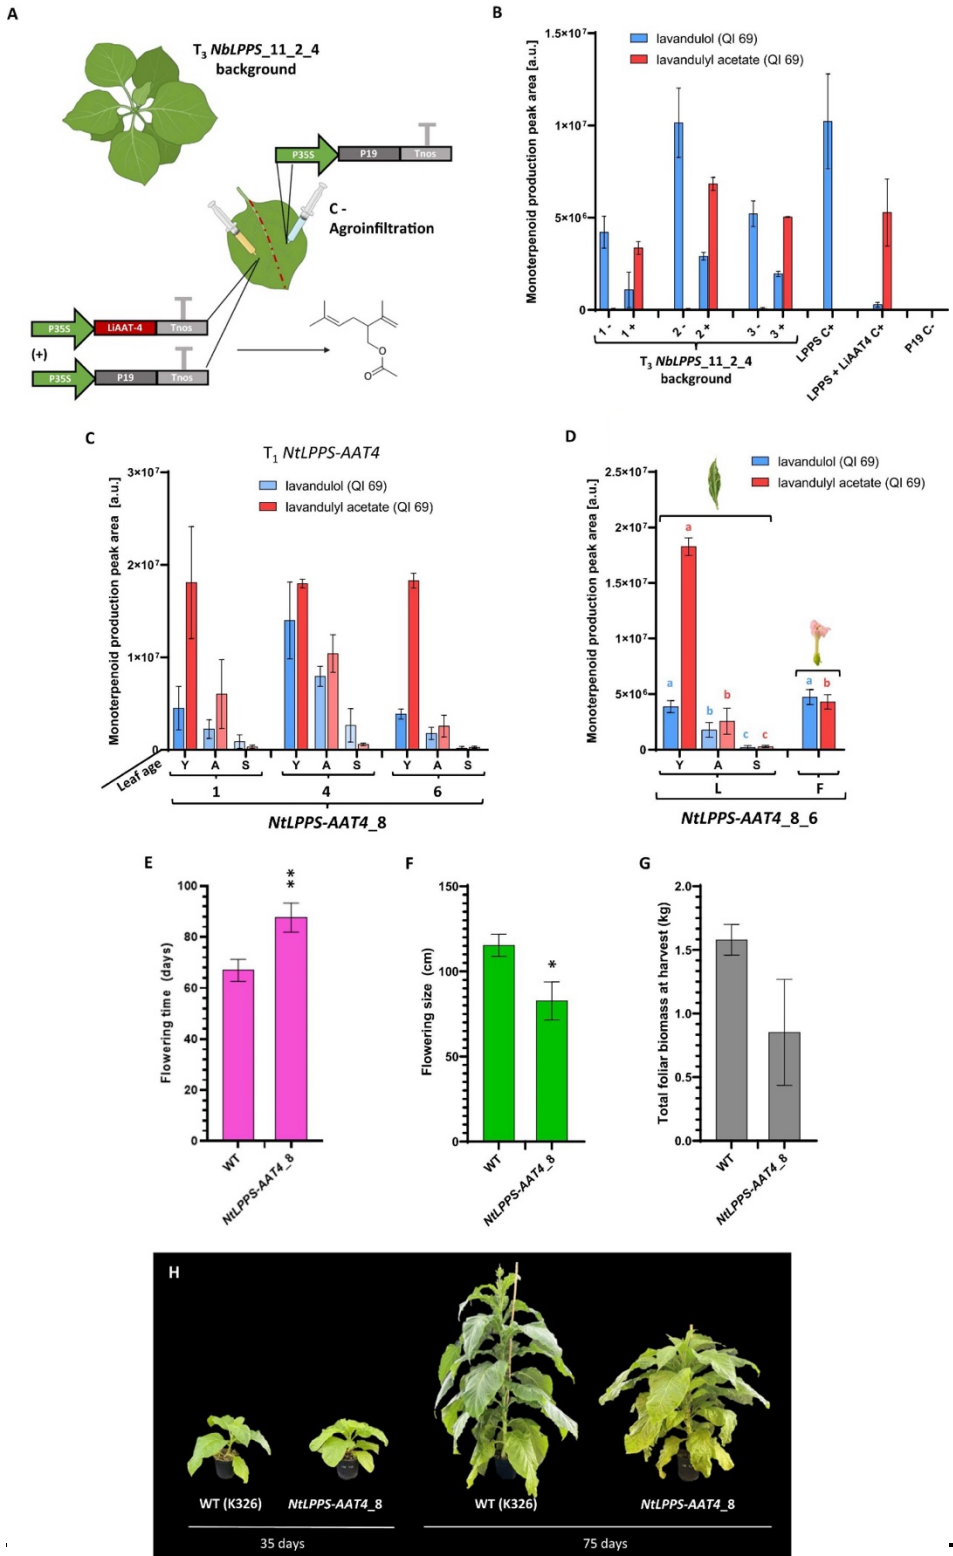 A
T3 NbLPPS_11_2_4
background
P35S P19 Tnos
C -
Agroinfiltration
P35S LiAAT-4 Tnos
(+)
P35S P19 Tnos
O
O
B
Monoterpenoid production peak area [a.u.]
1.5×10⁷
1×10⁷
5×10⁶
0
lavandulol (QI 69)
lavandulyl acetate (QI 69)
1 - 1 + 2 - 2 + 3 - 3 + LPPS C+ LPPS + LiAAT4 C+ P19 C-
T3 NbLPPS_11_2_4
background
C
T1 NtLPPS-AAT4
Monoterpenoid production peak area [a.u.]
3×10⁷
2×10⁷
1×10⁷
0
lavandulol (QI 69)
lavandulyl acetate (QI 69)
Leaf age Y A S Y A S Y A S
1 4 6
NtLPPS-AAT4_8
D
Monoterpenoid production peak area [a.u.]
2.5×10⁷
2×10⁷
1.5×10⁷
1×10⁷
5×10⁶
0
lavandulol (QI 69)
lavandulyl acetate (QI 69)
a a b b c c a b
Y A S
L F
NtLPPS-AAT4_8_6
E
Flowering time (days)
100
80
60
40
20
0
**
WT NtLPPS-AAT4_8
F
Flowering size (cm)
150
100
50
0
*
WT NtLPPS-AAT4_8
G
Total foliar biomass at harvest (kg)
2.0
1.5
1.0
0.5
0.0
WT NtLPPS-AAT4_8
H
WT (K326) NtLPPS-AAT4_8 WT (K326) NtLPPS-AAT4_8
35 days 75 days